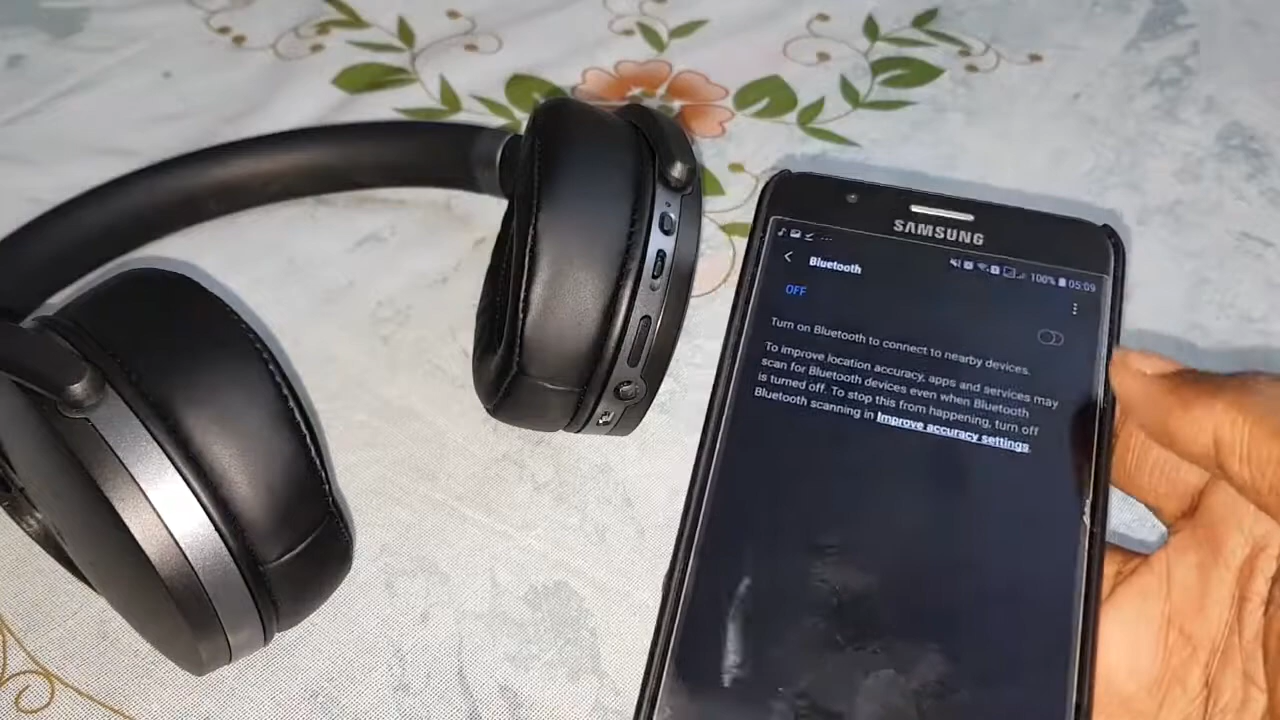 SAMSUNG
100% 05:09
Bluetooth
OFF
Turn on Bluetooth to connect to nearby devices.
To improve location accuracy, apps and services may
scan for Bluetooth devices even when Bluetooth
is turned off. To stop this from happening, turn off
Bluetooth scanning in Improve accuracy settings.